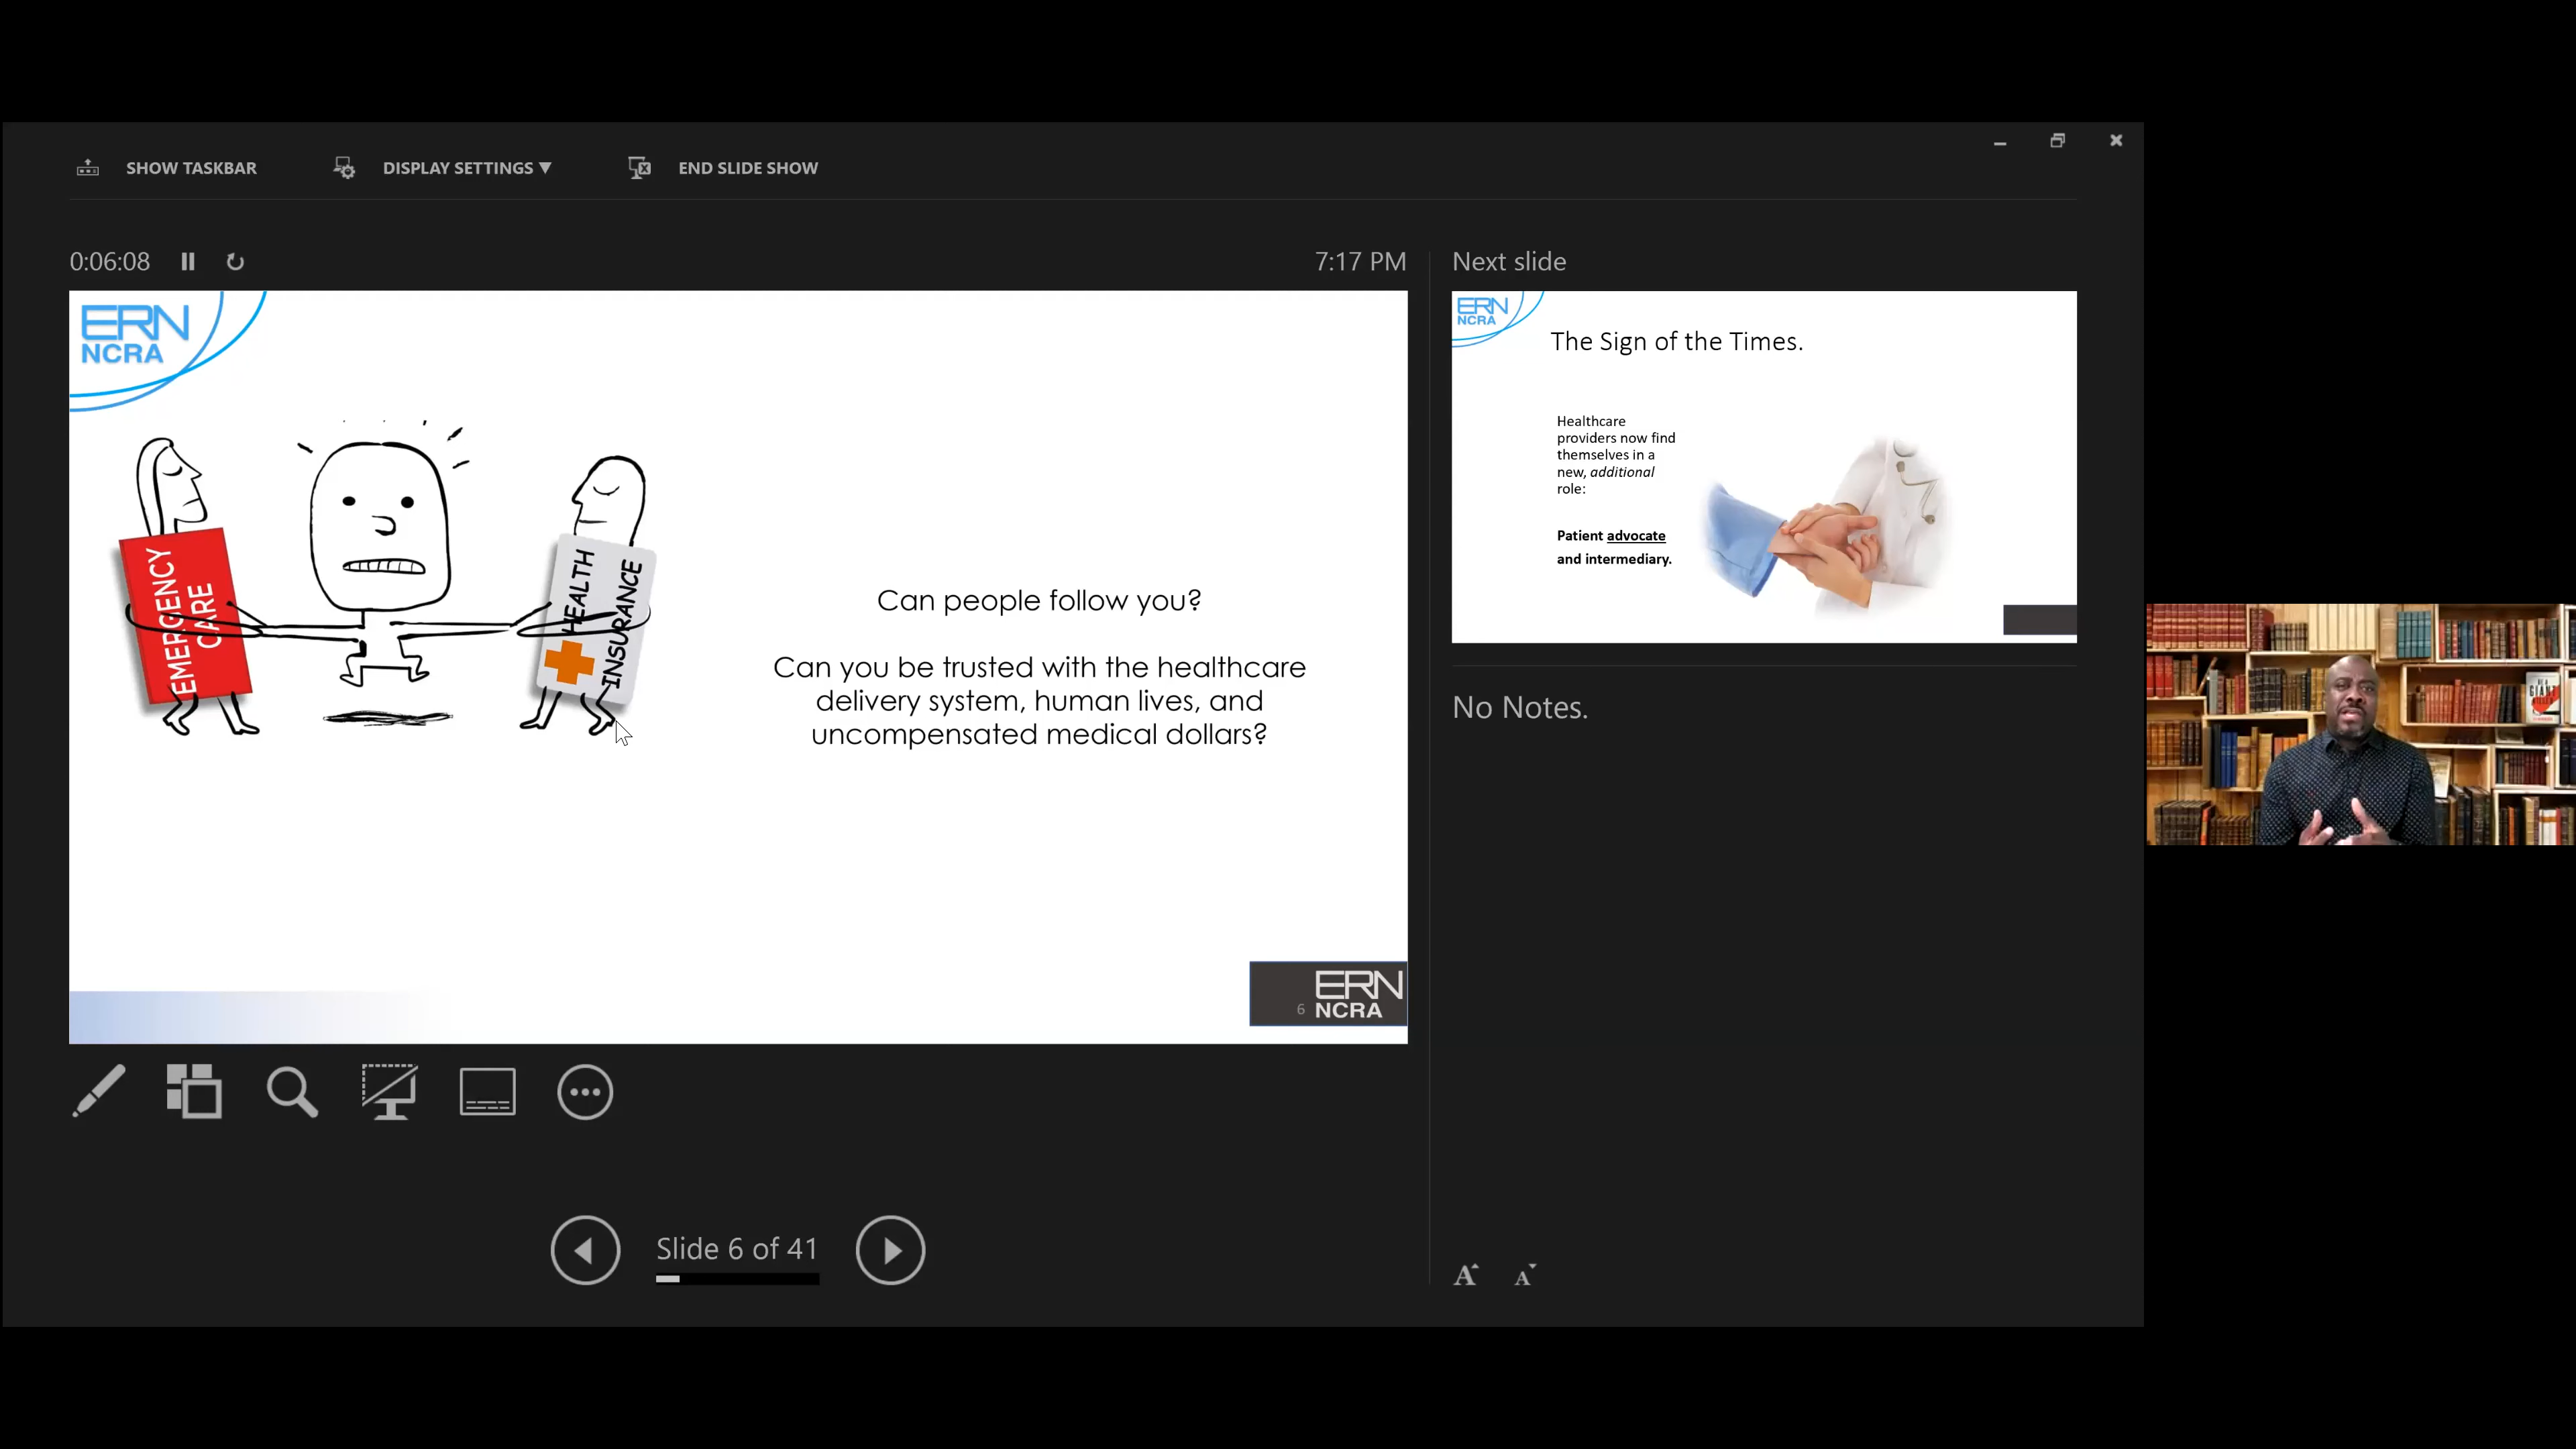 SHOW TASKBAR
DISPLAY SETTINGS ▼
END SLIDE SHOW
0:06:08
7:17 PM
ERN
NCRA
EMERGENCY
CARE
HEALTH
INSURANCE
Can people follow you?
Can you be trusted with the healthcare
delivery system, human lives, and
uncompensated medical dollars?
6
ERN
NCRA
Slide 6 of 41
Next slide
ERN
NCRA
The Sign of the Times.
Healthcare
providers now find
themselves in a
new, additional
role:
Patient advocate
and intermediary.
No Notes.
A
A
GIANT